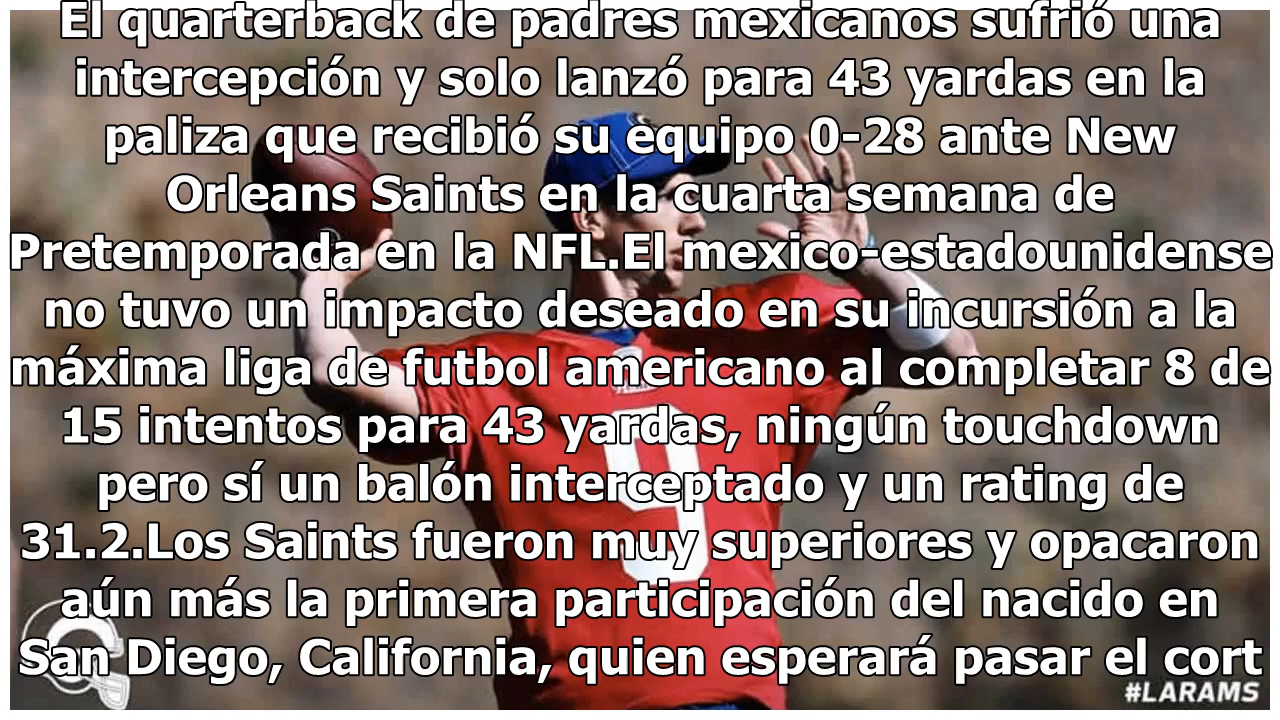 El quarterback de padres mexicanos sufrió una
intercepción y solo lanzó para 43 yardas en la
paliza que recibió su equipo 0-28 ante New
Orleans Saints en la cuarta semana de
Pretemporada en la NFL.El mexico-estadounidense
no tuvo un impacto deseado en su incursión a la
máxima liga de futbol americano al completar 8 de
15 intentos para 43 yardas, ningún touchdown
pero sí un balón interceptado y un rating de
31.2.Los Saints fueron muy superiores y opacaron
aún más la primera participación del nacido en
San Diego, California, quien esperará pasar el cort
#LARAMS
9